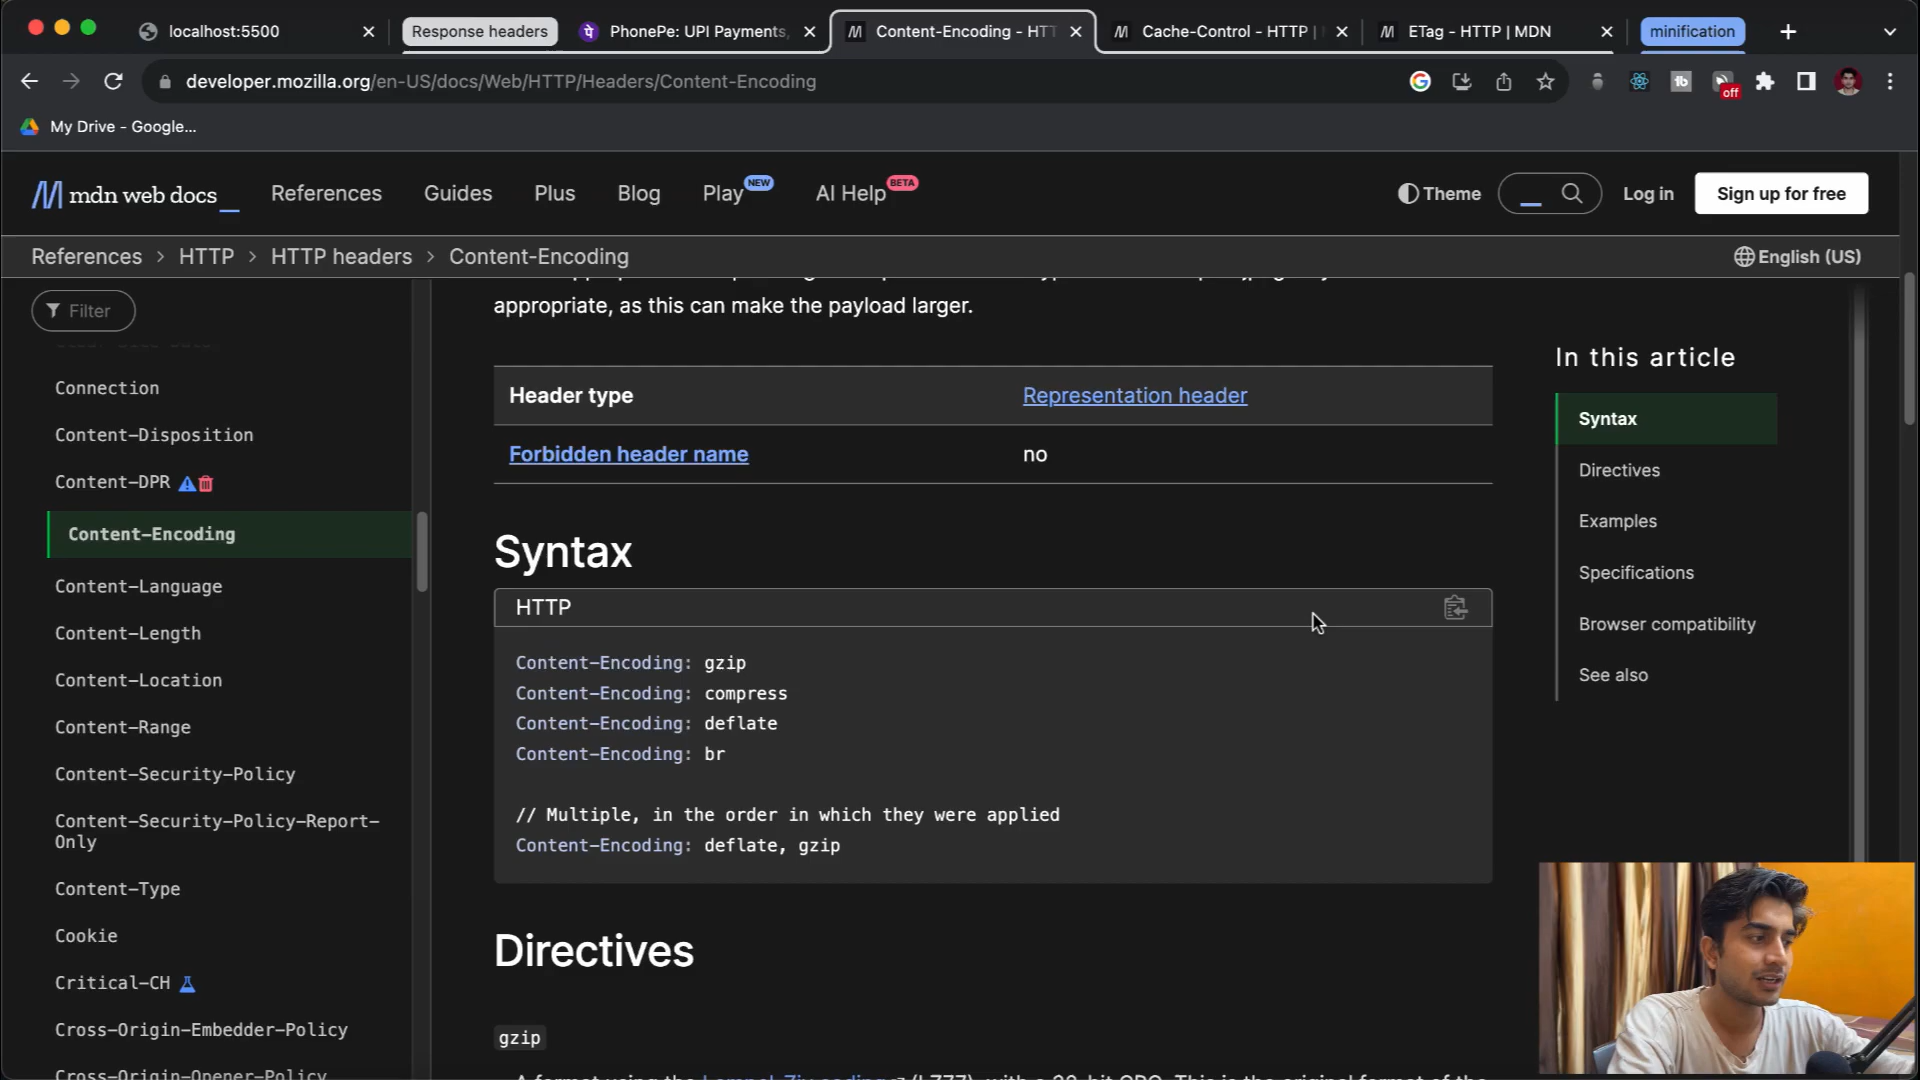 localhost:5500
Response headers
PhonePe: UPI Payments,
Content-Encoding - HTT
Cache-Control - HTTP |
ETag - HTTP | MDN
minification
developer.mozilla.org/en-US/docs/Web/HTTP/Headers/Content-Encoding
off
My Drive - Google...
mdn web docs_
References
Guides
Plus
Blog
Play NEW
AI Help BETA
Theme
Log in
Sign up for free
References > HTTP > HTTP headers > Content-Encoding
English (US)
Filter
Connection
Content-Disposition
Content-DPR
Content-Encoding
Content-Language
Content-Length
Content-Location
Content-Range
Content-Security-Policy
Content-Security-Policy-Report-
Only
Content-Type
Cookie
Critical-CH
Cross-Origin-Embedder-Policy
Cross-Origin-Opener-Policy
appropriate, as this can make the payload larger.
Header type Representation header
Forbidden header name no
Syntax
HTTP
Content-Encoding: gzip
Content-Encoding: compress
Content-Encoding: deflate
Content-Encoding: br
// Multiple, in the order in which they were applied
Content-Encoding: deflate, gzip
Directives
gzip
In this article
Syntax
Directives
Examples
Specifications
Browser compatibility
See also